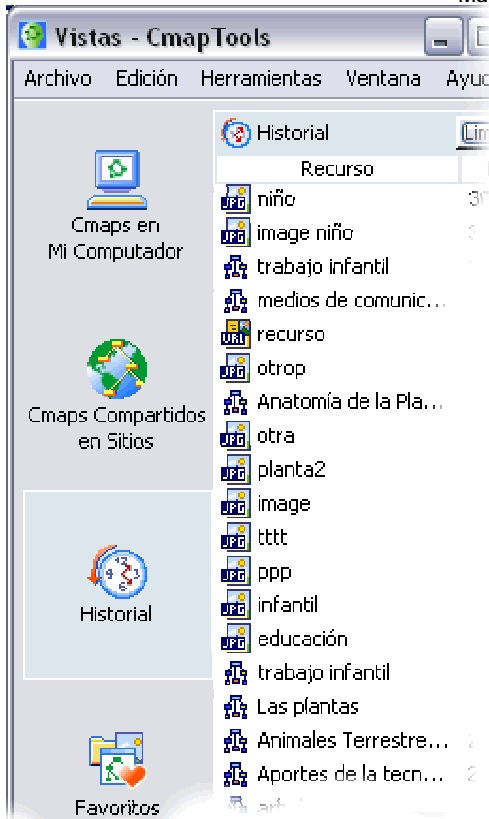 Vistas - CmapTools
Archivo Edición Herramientas Ventana
Historial
Recurso
niño
image niño
trabajo infantil
medios de comunic...
recurso
otrop
Anatomía de la Pla...
otra
planta2
image
tttt
ppp
infantil
educación
trabajo infantil
Las plantas
Animales Terrestre...
Aportes de la tecn...
Cmaps en
Mi Computador
Cmaps Compartidos
en Sitios
Historial
Favoritos